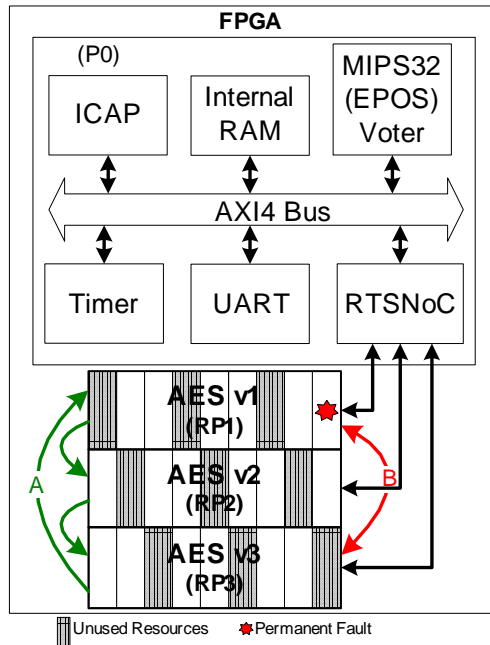 FPGA
(P0)
ICAP
Internal
RAM
MIPS32
(EPOS)
Voter
AXI4 Bus
Timer
UART
RTSNoC
AES v1
(RP1)
A
AES v2
(RP2)
B
AES v3
(RP3)
Unused Resources
Permanent Fault